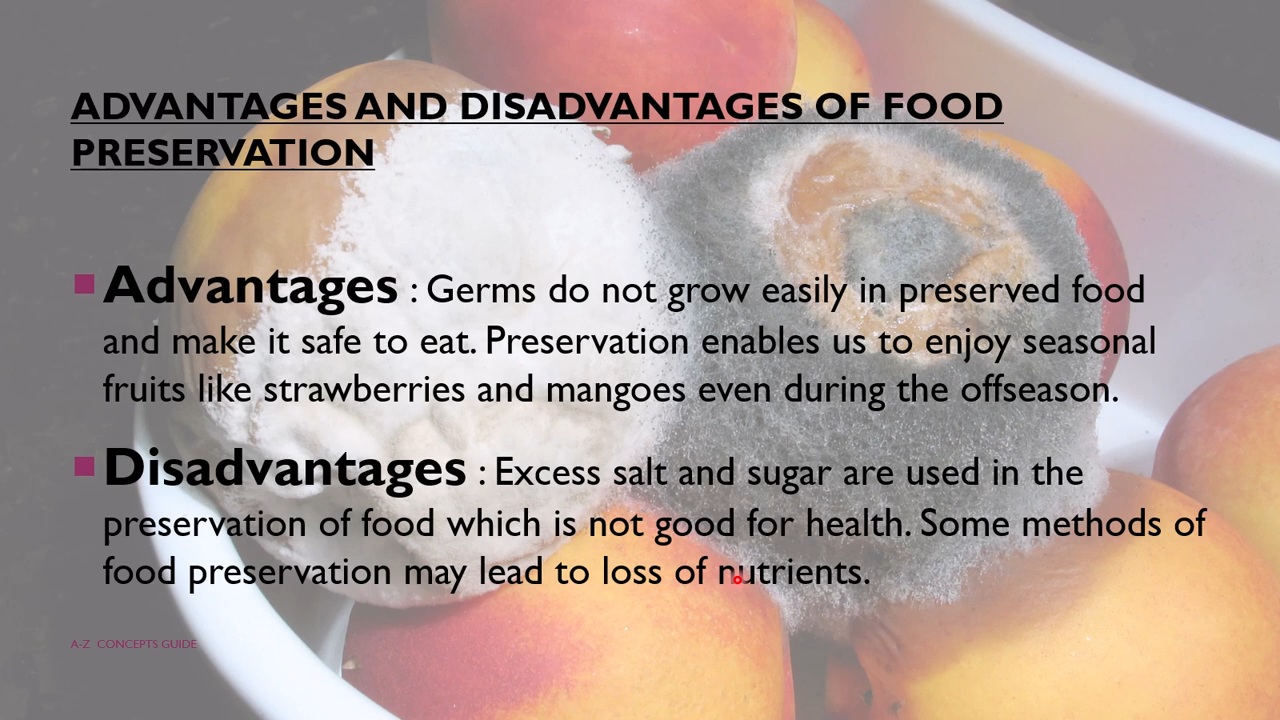 ADVANTAGES AND DISADVANTAGES OF FOOD
PRESERVATION
Advantages : Germs do not grow easily in preserved food
and make it safe to eat. Preservation enables us to enjoy seasonal
fruits like strawberries and mangoes even during the offseason.
Disadvantages : Excess salt and sugar are used in the
preservation of food which is not good for health. Some methods of
food preservation may lead to loss of nutrients.
A-Z CONCEPTS GUIDE